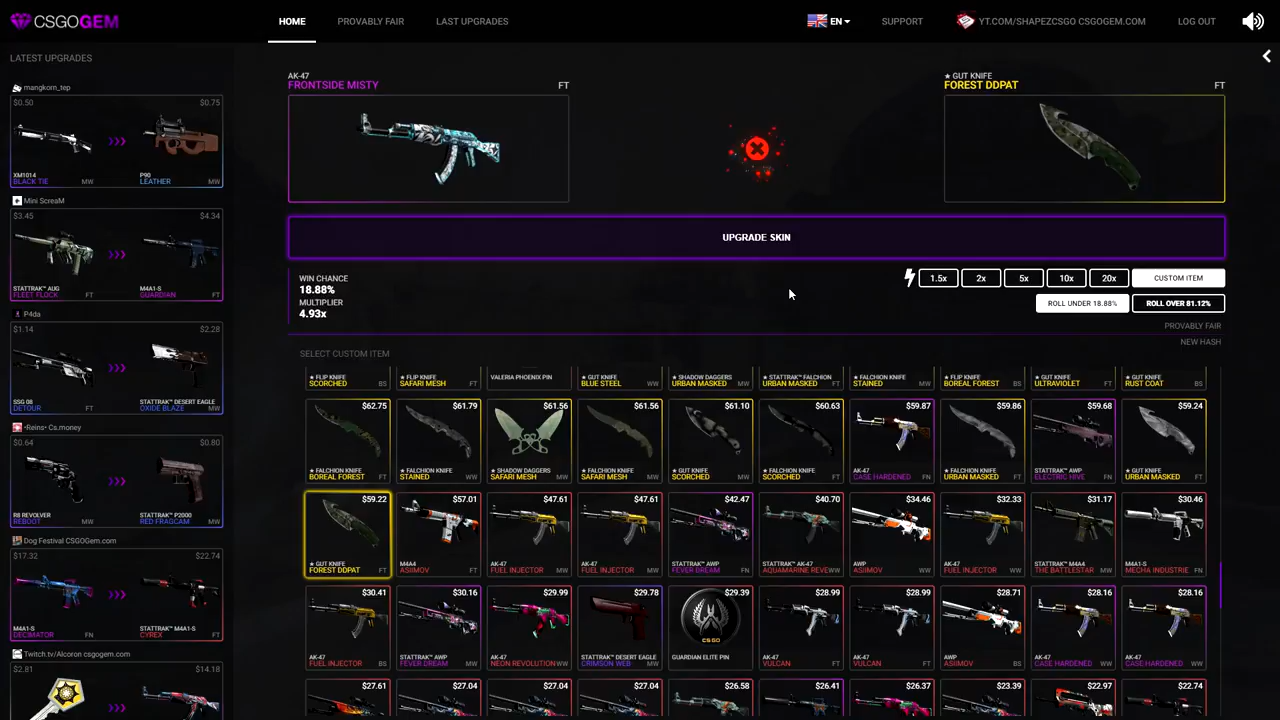 CSGOGEM
HOME
PROVABLY FAIR
LAST UPGRADES
EN
SUPPORT
YT.COM/SHAPEZCSGO CSGOGEM.COM
LOG OUT
LATEST UPGRADES
mangkorn_tep
$0.50
$0.75
XM1014
BLACK TIE
MW
P90
LEATHER
MW
Mini ScreaM
$3.45
$4.34
STATTRAK™ AUG
FLEET FLOCK
FT
M4A1-S
GUARDIAN
FT
P4da
$1.14
$2.28
SSG 08
DETOUR
FT
STATTRAK™ DESERT EAGLE
OXIDE BLAZE
MW
•Reins• Cs.money
$0.64
$0.80
R8 REVOLVER
REBOOT
MW
STATTRAK™ P2000
RED FRAGCAM
MW
Dog Festival CSGOGem.com
$17.32
$22.74
M4A1-S
DECIMATOR
FN
STATTRAK™ M4A1-S
CYREX
FT
Twitch.tv/Alcoron csgogem.com
$2.81
$14.18
AK-47
FRONTSIDE MISTY
FT
★ GUT KNIFE
FOREST DDPAT
FT
UPGRADE SKIN
WIN CHANCE
18.88%
MULTIPLIER
4.93x
1.5x
2x
5x
10x
20x
CUSTOM ITEM
ROLL UNDER 18.88%
ROLL OVER 81.12%
PROVABLY FAIR
NEW HASH
SELECT CUSTOM ITEM
★ FLIP KNIFE
SCORCHED
BS
★ FLIP KNIFE
SAFARI MESH
FT
VALERIA PHOENIX PIN
★ GUT KNIFE
BLUE STEEL
WW
★ SHADOW DAGGERS
URBAN MASKED
MW
★ STATTRAK™ FALCHION
URBAN MASKED
FT
★ FALCHION KNIFE
STAINED
MW
★ FLIP KNIFE
BOREAL FOREST
BS
★ GUT KNIFE
ULTRAVIOLET
FT
★ GUT KNIFE
RUST COAT
BS
$62.75
★ FALCHION KNIFE
BOREAL FOREST
FT
$61.79
★ FALCHION KNIFE
STAINED
WW
$61.56
★ SHADOW DAGGERS
SAFARI MESH
MW
$61.56
★ FALCHION KNIFE
SAFARI MESH
MW
$61.10
★ GUT KNIFE
SCORCHED
MW
$60.63
★ FALCHION KNIFE
SCORCHED
FT
$59.87
AK-47
CASE HARDENED
FN
$59.86
★ FALCHION KNIFE
URBAN MASKED
FT
$59.68
STATTRAK™ AWP
ELECTRIC HIVE
FN
$59.24
★ GUT KNIFE
URBAN MASKED
MW
$59.22
★ GUT KNIFE
FOREST DDPAT
FT
$57.01
M4A4
ASIIMOV
FT
$47.61
AK-47
FUEL INJECTOR
MW
$47.61
AK-47
FUEL INJECTOR
MW
$42.47
STATTRAK™ AWP
FEVER DREAM
FN
$40.70
STATTRAK™ AK-47
AQUAMARINE REVE
WW
$34.46
AWP
ASIIMOV
WW
$32.33
AK-47
FUEL INJECTOR
WW
$31.17
STATTRAK™ M4A4
THE BATTLESTAR
MW
$30.46
M4A1-S
MECHA INDUSTRIE
FN
$30.41
AK-47
FUEL INJECTOR
BS
$30.16
STATTRAK™ AWP
FEVER DREAM
MW
$29.99
AK-47
NEON REVOLUTION
MW
$29.78
STATTRAK™ DESERT EAGLE
CRIMSON WEB
MW
$29.39
CS GO
GUARDIAN ELITE PIN
$28.99
AK-47
VULCAN
FT
$28.99
AK-47
VULCAN
FT
$28.71
AWP
ASIIMOV
BS
$28.16
AK-47
CASE HARDENED
WW
$28.16
AK-47
CASE HARDENED
WW
$27.61
$27.04
$27.04
$27.04
$26.58
$26.41
$26.37
$23.39
$22.97
$22.74